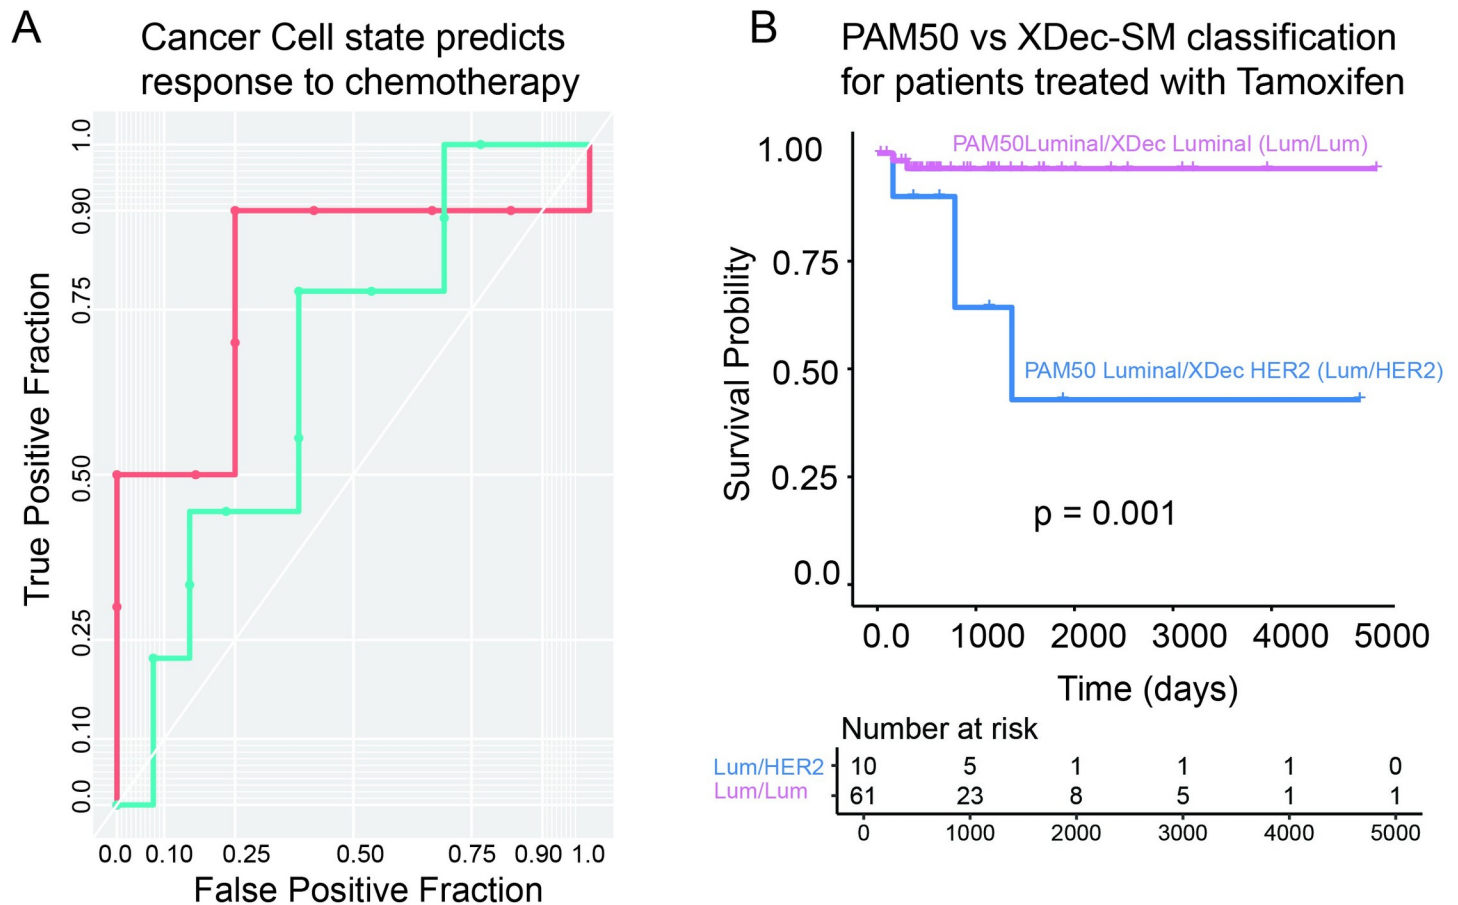 A
Cancer Cell state predicts
response to chemotherapy
True Positive Fraction
1.0
0.90
0.75
0.50
0.25
0.10
0.0
0.0 0.10 0.25 0.50 0.75 0.90 1.0
False Positive Fraction
B
PAM50 vs XDec-SM classification
for patients treated with Tamoxifen
Survival Probility
1.00
0.75
0.50
0.25
0.0
PAM50Luminal/XDec Luminal (Lum/Lum)
PAM50 Luminal/XDec HER2 (Lum/HER2)
p = 0.001
0.0 1000 2000 3000 4000 5000
Time (days)
Number at risk
Lum/HER2 10 5 1 1 1 0
Lum/Lum 61 23 8 5 1 1
0 1000 2000 3000 4000 5000